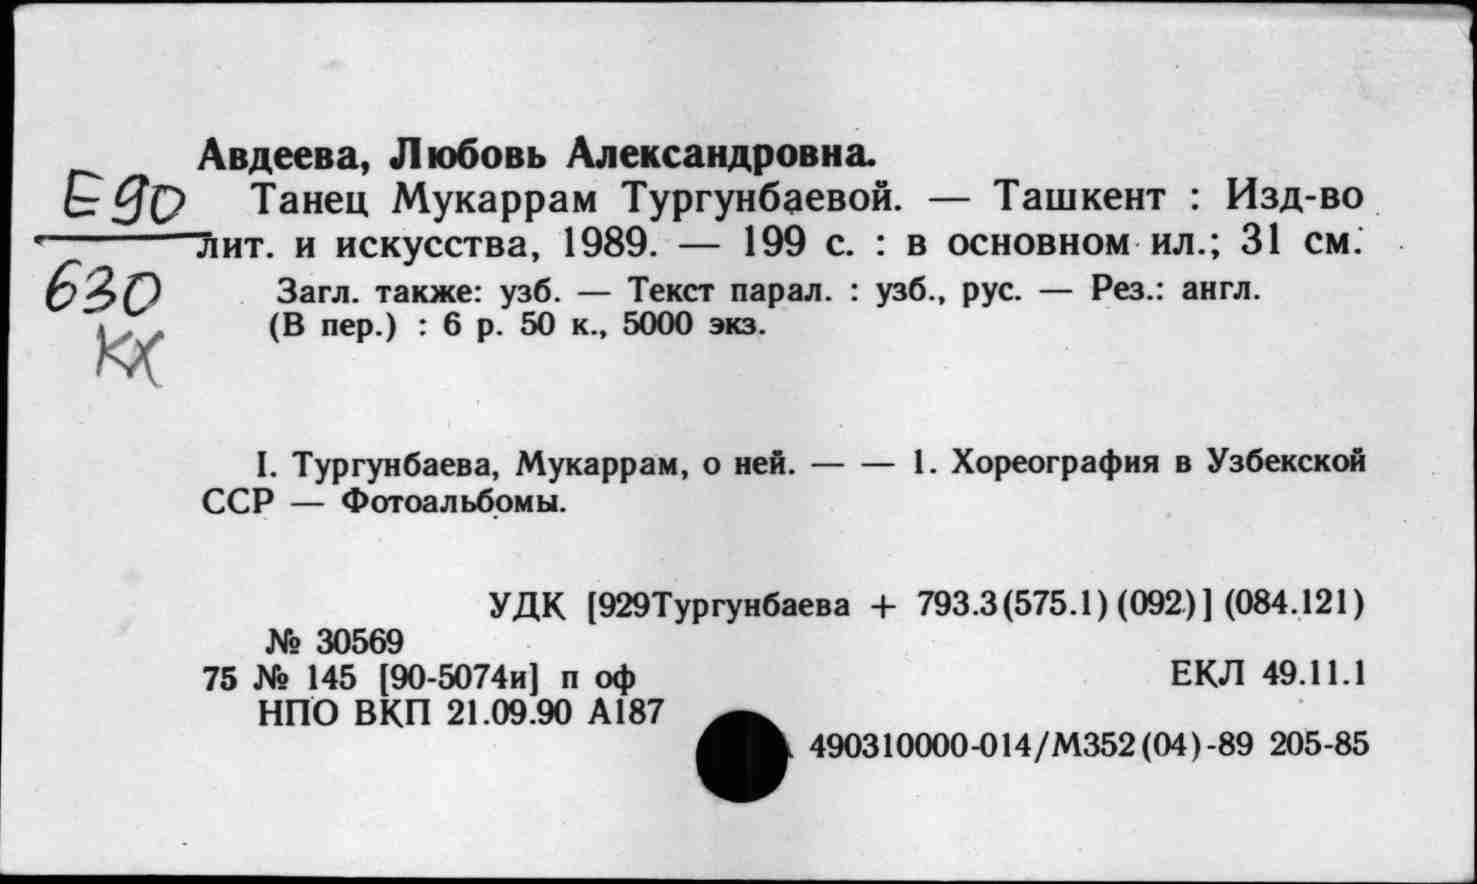 Авдеева, Любовь Александровна.
Е90 Танец Мукаррам Тургунбаевой. — Ташкент : Изд-во
лит. и искусства, 1989. — 199 с. : в основном ил.; 31 см.
630 Загл. также: узб. — Текст парал. : узб., рус. — Рез.: англ.
(В пер.) : 6 р. 50 к., 5000 экз.
кх
I. Тургунбаева, Мукаррам, о ней. — — 1. Хореография в Узбекской
ССР — Фотоальбомы.
УДК [929Тургунбаева + 793.3(575.1)(092)] (084.121)
№ 30569
75 № 145 [90-5074и] п оф ЕКЛ 49.11.1
НПО ВКП 21.09.90 А187
490310000-014/М352(04)-89 205-85